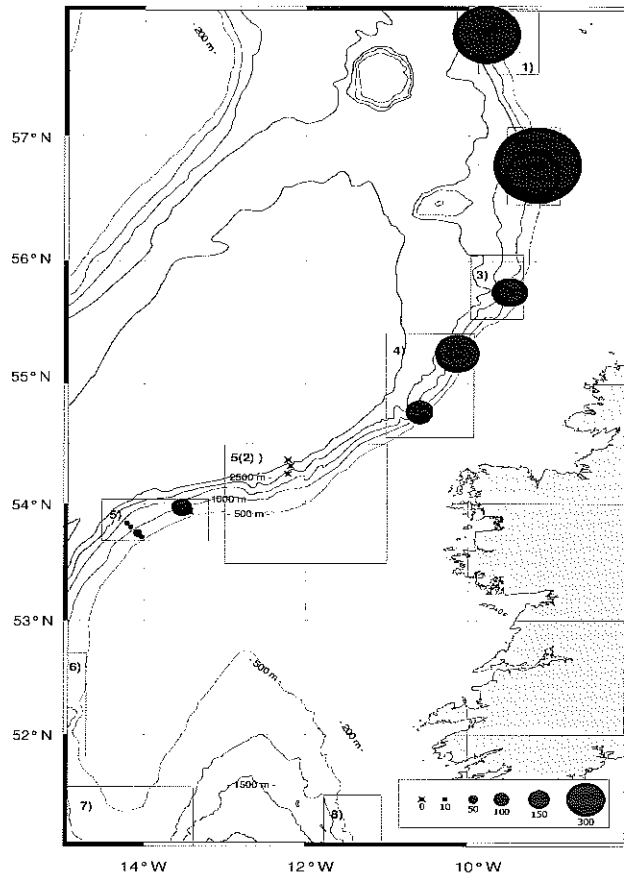 - 200 m -
1)
57° N
56° N
3)
4)
55° N
5(2) )
2500 m -
54° N
- 1000 m -
- 500 m -
5)
53° N
6)
- 500 m -
- 200 m -
52° N
1500 m -
7)
8)
0 10 50 100 150 300
14° W 12° W 10° W